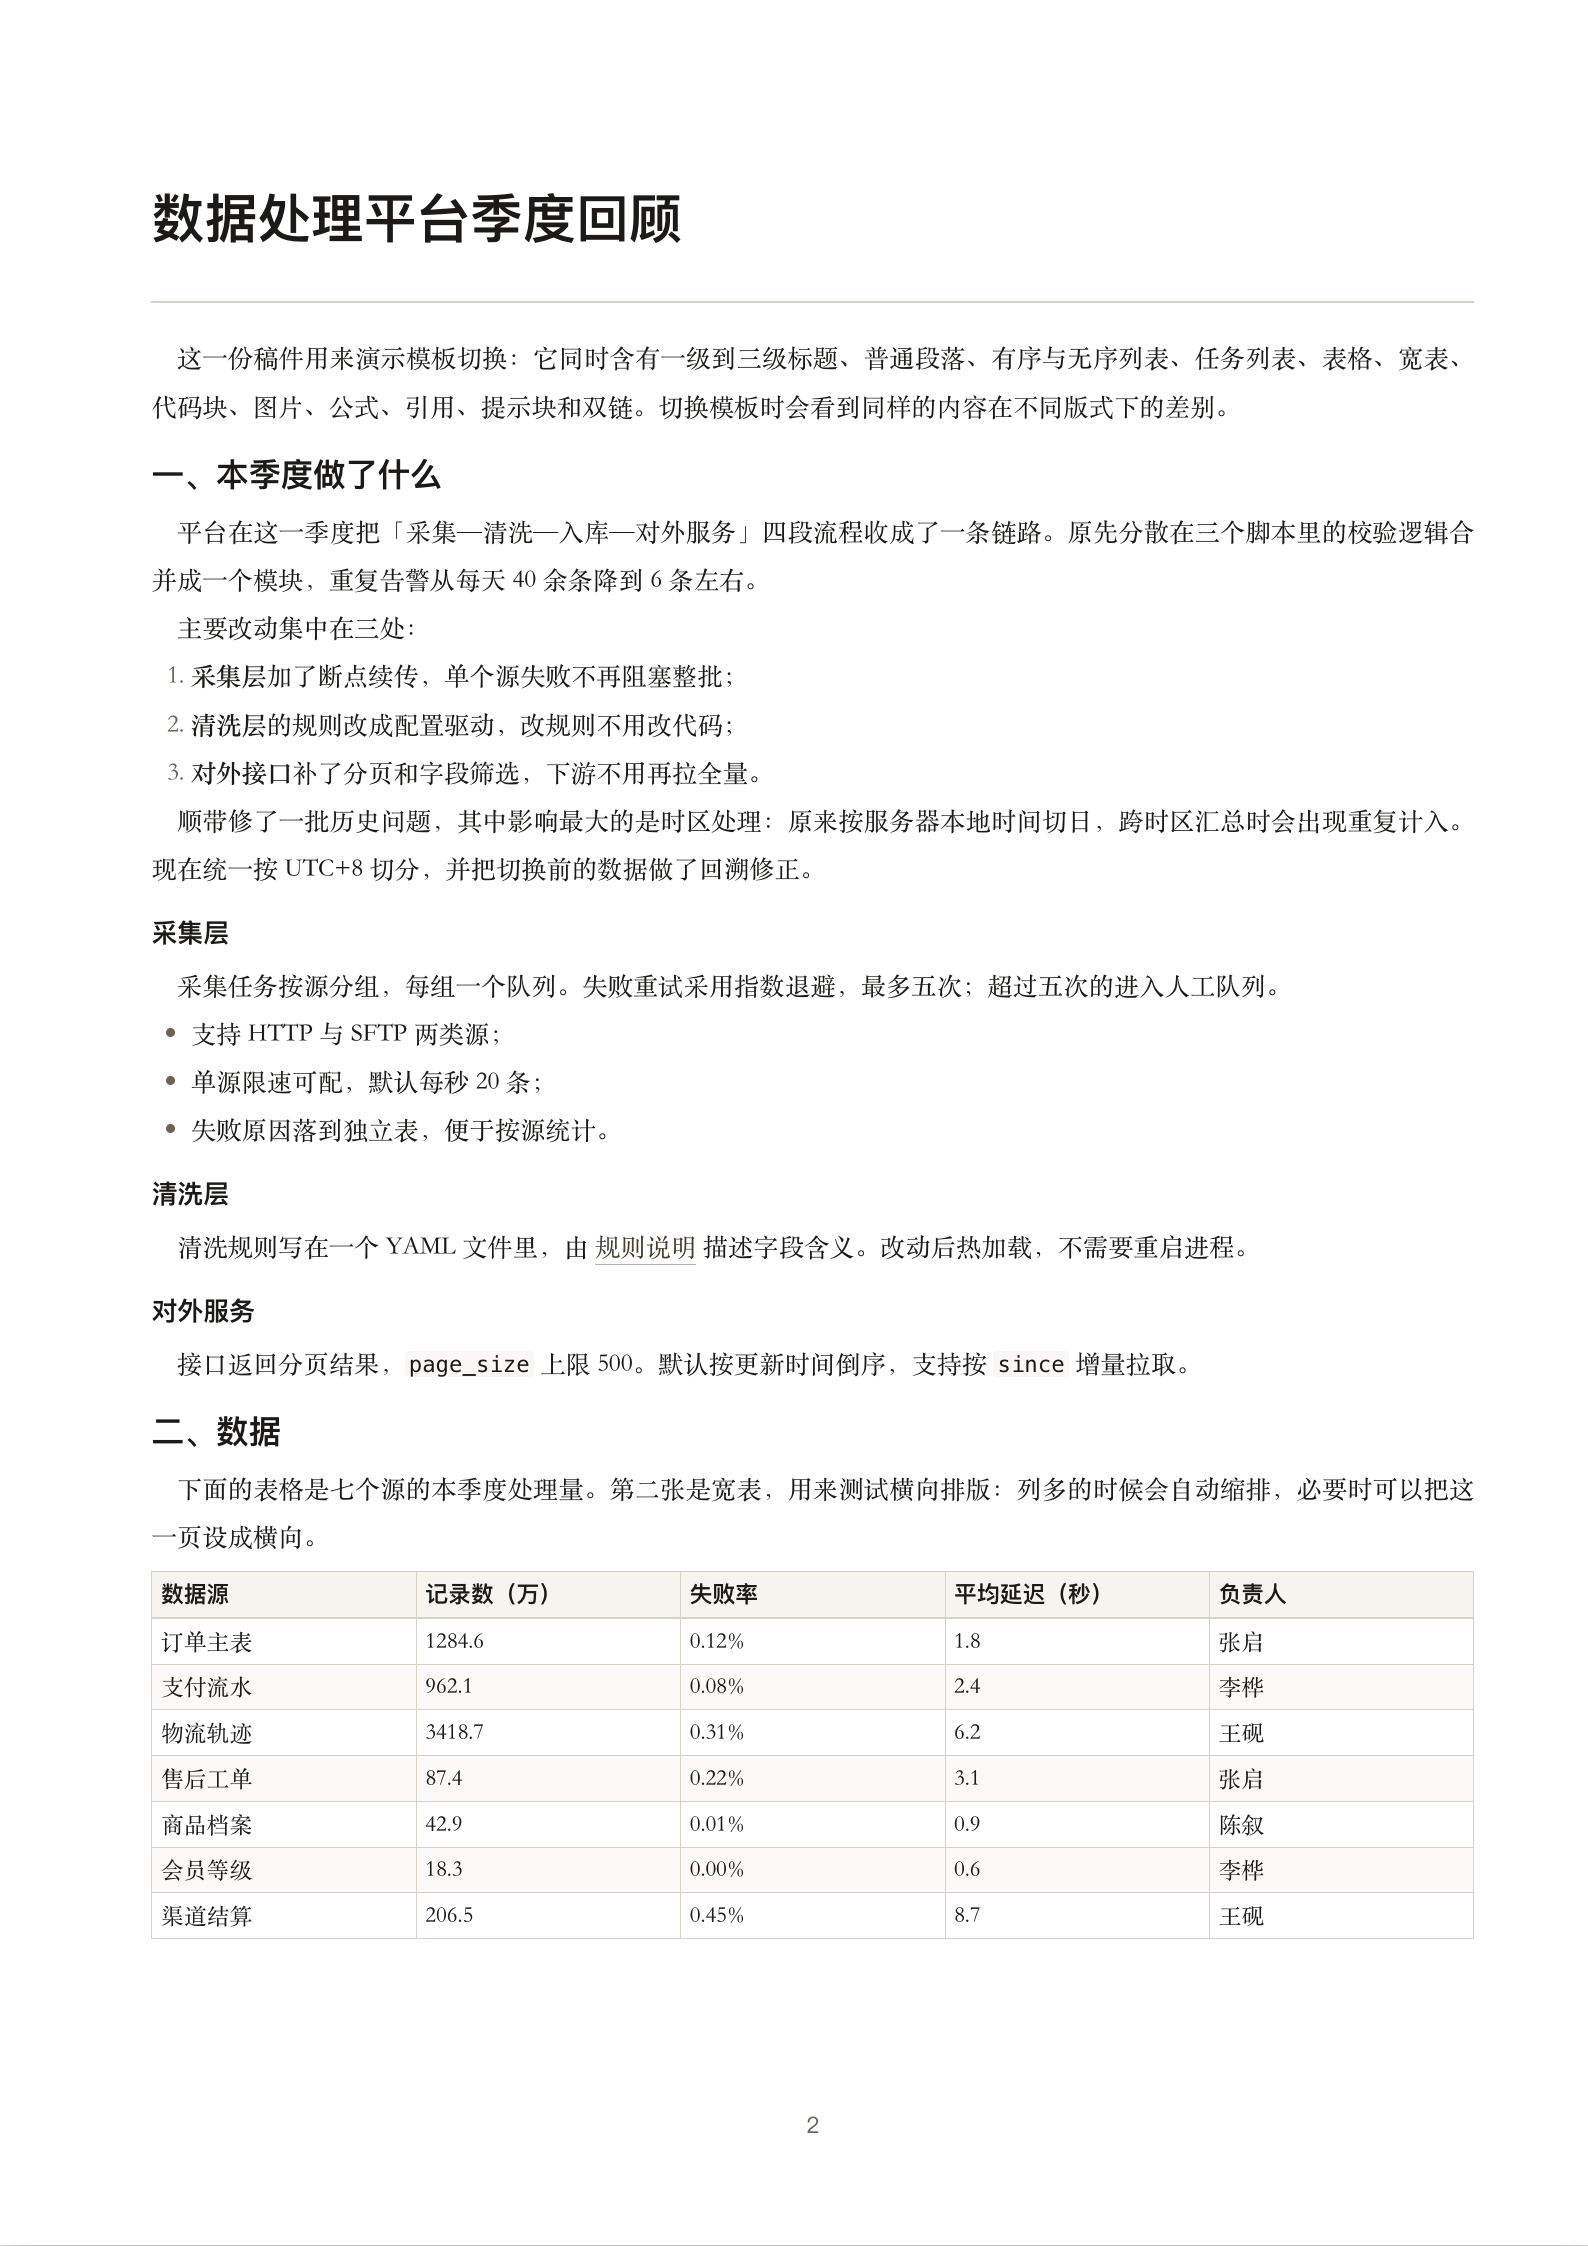 数据处理平台季度回顾
这一份稿件用来演示模板切换：它同时含有一级到三级标题、普通段落、有序与无序列表、任务列表、表格、宽表、
代码块、图片、公式、引用、提示块和双链。切换模板时会看到同样的内容在不同版式下的差别。
一、本季度做了什么
平台在这一季度把「采集—清洗—入库—对外服务」四段流程收成了一条链路。原先分散在三个脚本里的校验逻辑合
并成一个模块，重复告警从每天 40 余条降到 6 条左右。
主要改动集中在三处：
1. 采集层加了断点续传，单个源失败不再阻塞整批；
2. 清洗层的规则改成配置驱动，改规则不用改代码；
3. 对外接口补了分页和字段筛选，下游不用再拉全量。
顺带修了一批历史问题，其中影响最大的是时区处理：原来按服务器本地时间切日，跨时区汇总时会出现重复计入。
现在统一按 UTC+8 切分，并把切换前的数据做了回溯修正。
采集层
采集任务按源分组，每组一个队列。失败重试采用指数退避，最多五次；超过五次的进入人工队列。
• 支持 HTTP 与 SFTP 两类源；
• 单源限速可配，默认每秒 20 条；
• 失败原因落到独立表，便于按源统计。
清洗层
清洗规则写在一个 YAML 文件里，由 规则说明 描述字段含义。改动后热加载，不需要重启进程。
对外服务
接口返回分页结果， page_size 上限 500。默认按更新时间倒序，支持按 since 增量拉取。
二、数据
下面的表格是七个源的本季度处理量。第二张是宽表，用来测试横向排版：列多的时候会自动缩排，必要时可以把这
一页设成横向。
数据源 记录数（万） 失败率 平均延迟（秒） 负责人
订单主表 1284.6 0.12% 1.8 张启
支付流水 962.1 0.08% 2.4 李桦
物流轨迹 3418.7 0.31% 6.2 王砚
售后工单 87.4 0.22% 3.1 张启
商品档案 42.9 0.01% 0.9 陈叙
会员等级 18.3 0.00% 0.6 李桦
渠道结算 206.5 0.45% 8.7 王砚
2